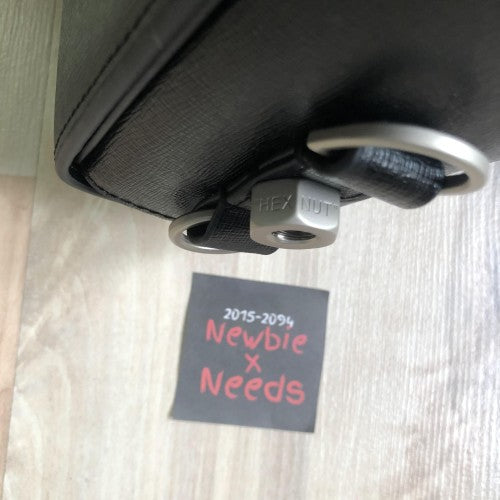 HEX NUT
2015-2094
Newbie
x
Needs